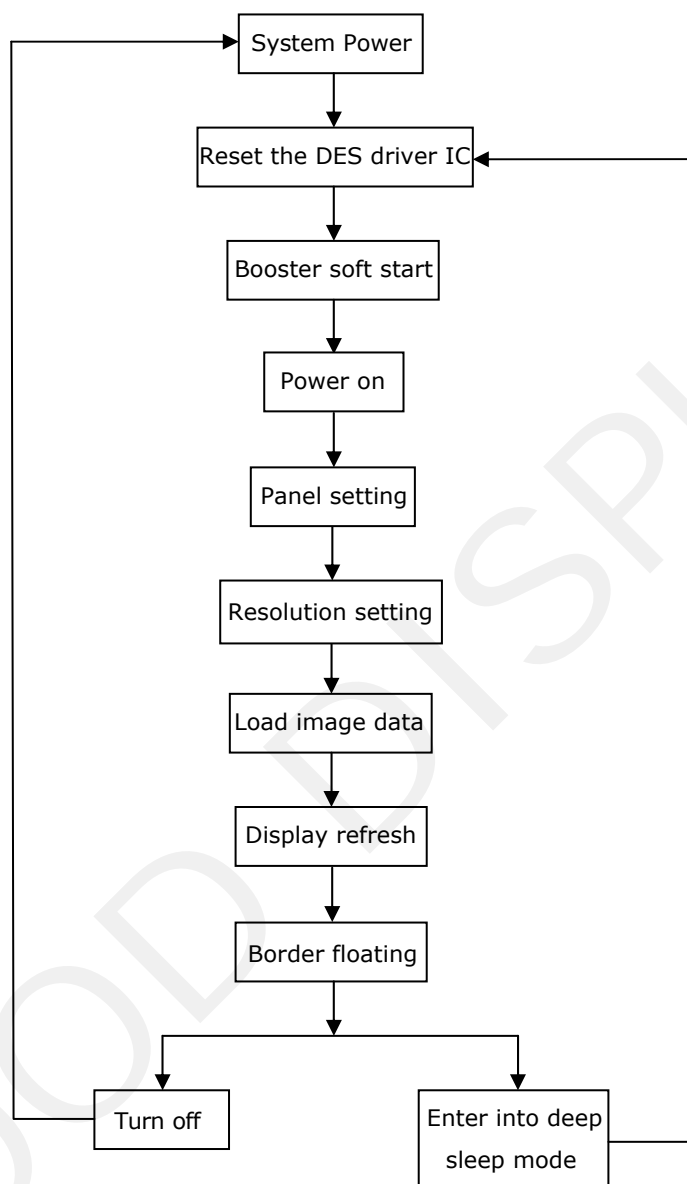 System Power
Reset the DES driver IC
Booster soft start
Power on
Panel setting
Resolution setting
Load image data
Display refresh
Border floating
Turn off
Enter into deep
sleep mode